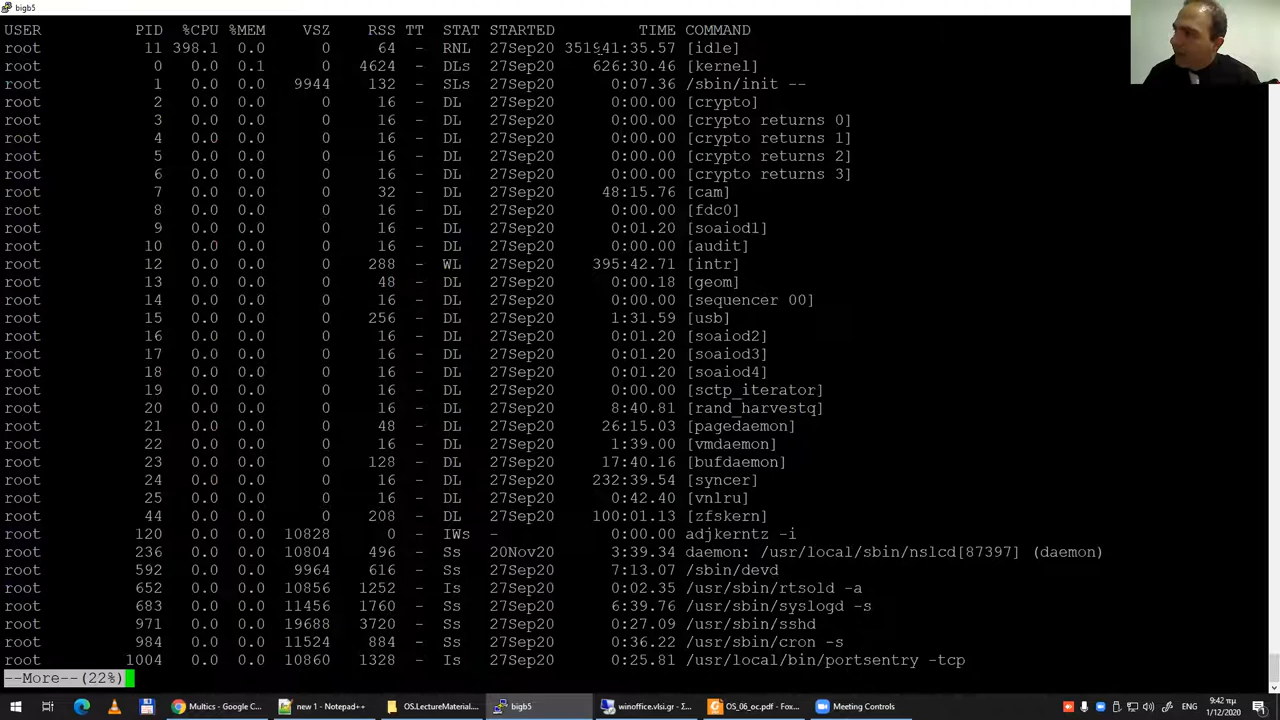 bigb5
USER PID %CPU %MEM VSZ RSS TT STAT STARTED TIME COMMAND
root 11 398.1 0.0 0 64 - RNL 27Sep20 351941:35.57 [idle]
root 0 0.0 0.1 0 4624 - DLs 27Sep20 626:30.46 [kernel]
root 1 0.0 0.0 9944 132 - SLs 27Sep20 0:07.36 /sbin/init --
root 2 0.0 0.0 0 16 - DL 27Sep20 0:00.00 [crypto]
root 3 0.0 0.0 0 16 - DL 27Sep20 0:00.00 [crypto returns 0]
root 4 0.0 0.0 0 16 - DL 27Sep20 0:00.00 [crypto returns 1]
root 5 0.0 0.0 0 16 - DL 27Sep20 0:00.00 [crypto returns 2]
root 6 0.0 0.0 0 16 - DL 27Sep20 0:00.00 [crypto returns 3]
root 7 0.0 0.0 0 32 - DL 27Sep20 48:15.76 [cam]
root 8 0.0 0.0 0 16 - DL 27Sep20 0:00.00 [fdc0]
root 9 0.0 0.0 0 16 - DL 27Sep20 0:01.20 [soaiod1]
root 10 0.0 0.0 0 16 - DL 27Sep20 0:00.00 [audit]
root 12 0.0 0.0 0 288 - WL 27Sep20 395:42.71 [intr]
root 13 0.0 0.0 0 48 - DL 27Sep20 0:00.18 [geom]
root 14 0.0 0.0 0 16 - DL 27Sep20 0:00.00 [sequencer 00]
root 15 0.0 0.0 0 256 - DL 27Sep20 1:31.59 [usb]
root 16 0.0 0.0 0 16 - DL 27Sep20 0:01.20 [soaiod2]
root 17 0.0 0.0 0 16 - DL 27Sep20 0:01.20 [soaiod3]
root 18 0.0 0.0 0 16 - DL 27Sep20 0:01.20 [soaiod4]
root 19 0.0 0.0 0 16 - DL 27Sep20 0:00.00 [sctp_iterator]
root 20 0.0 0.0 0 16 - DL 27Sep20 8:40.81 [rand_harvestq]
root 21 0.0 0.0 0 48 - DL 27Sep20 26:15.03 [pagedaemon]
root 22 0.0 0.0 0 16 - DL 27Sep20 1:39.00 [vmdaemon]
root 23 0.0 0.0 0 128 - DL 27Sep20 17:40.16 [bufdaemon]
root 24 0.0 0.0 0 16 - DL 27Sep20 232:39.54 [syncer]
root 25 0.0 0.0 0 16 - DL 27Sep20 0:42.40 [vnlru]
root 44 0.0 0.0 0 208 - DL 27Sep20 100:01.13 [zfskern]
root 120 0.0 0.0 10828 0 - IWs - 0:00.00 adjkerntz -i
root 236 0.0 0.0 10804 496 - Ss 20Nov20 3:39.34 daemon: /usr/local/sbin/nslcd[87397] (daemon)
root 592 0.0 0.0 9964 616 - Ss 27Sep20 7:13.07 /sbin/devd
root 652 0.0 0.0 10856 1252 - Is 27Sep20 0:02.35 /usr/sbin/rtsold -a
root 683 0.0 0.0 11456 1760 - Ss 27Sep20 6:39.76 /usr/sbin/syslogd -s
root 971 0.0 0.0 19688 3720 - Ss 27Sep20 0:27.09 /usr/sbin/sshd
root 984 0.0 0.0 11524 884 - Ss 27Sep20 0:36.22 /usr/sbin/cron -s
root 1004 0.0 0.0 10860 1328 - Is 27Sep20 0:25.81 /usr/local/bin/portsentry -tcp
--More--(22%)
Multics - Google C... new 1 - Notepad++ OS.LectureMaterial... bigb5 winoffice.vlsi.gr - Σ... OS_06_oc.pdf - Fox... Meeting Controls ΕΝG 9:42 πμ
1/12/2020